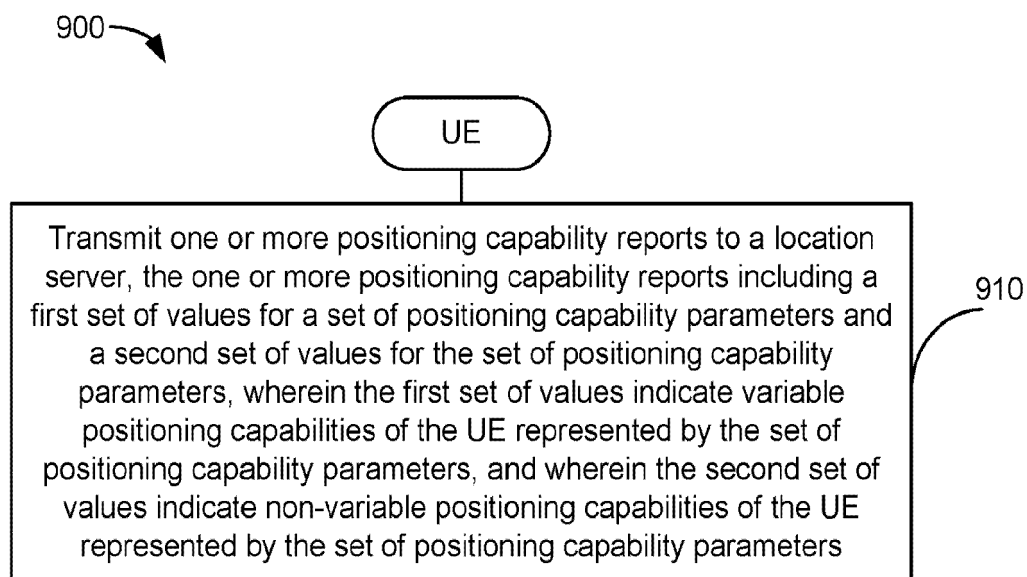 900
UE
Transmit one or more positioning capability reports to a location
server, the one or more positioning capability reports including a
first set of values for a set of positioning capability parameters and
a second set of values for the set of positioning capability
parameters, wherein the first set of values indicate variable
positioning capabilities of the UE represented by the set of
positioning capability parameters, and wherein the second set of
values indicate non-variable positioning capabilities of the UE
represented by the set of positioning capability parameters
910